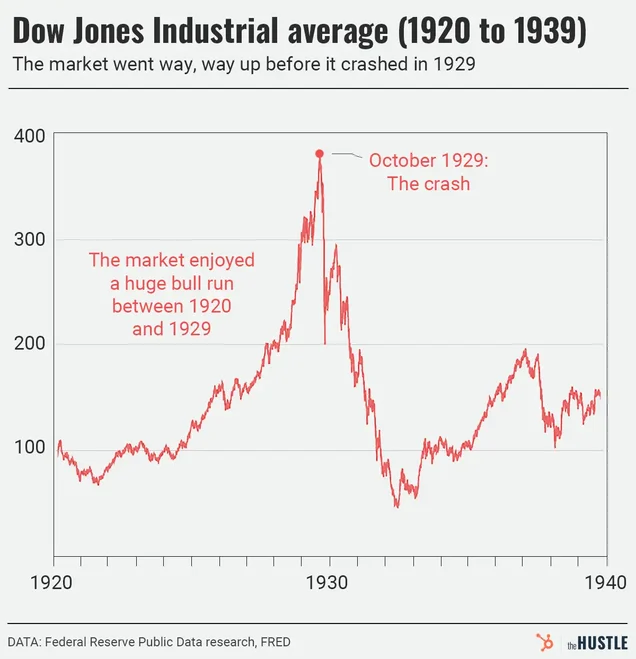 Dow Jones Industrial average (1920 to 1939)
The market went way, way up before it crashed in 1929
400
October 1929:
The crash
300
The market enjoyed
a huge bull run
between 1920
and 1929
200
100
1920
1930
1940
DATA: Federal Reserve Public Data research, FRED
the HUSTLE